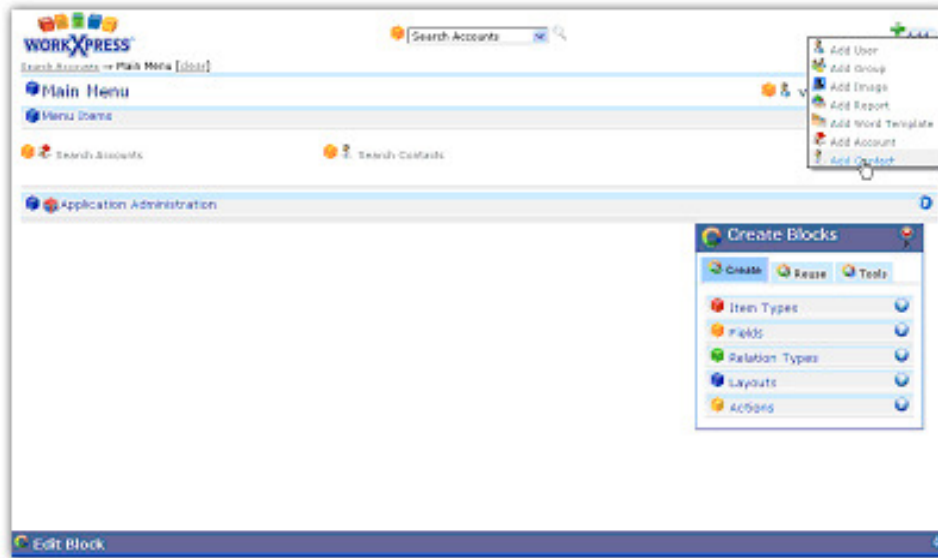 WORKXPRESS
Search Accounts
Add
Search Accounts → Main Menu [clear]
Main Menu
Menu Items
Search Accounts
Search Contacts
Add User
Add Group
Add Image
Add Report
Add Word Template
Add Account
Add Contact
Application Administration
Create Blocks
Create Reuse Tools
Item Types
Fields
Relation Types
Layouts
Actions
Edit Block